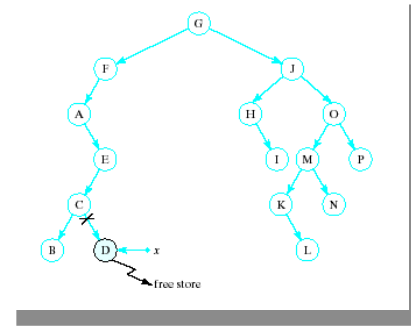 G
F J
A H O
E I M P
C K N
B D x L
free store